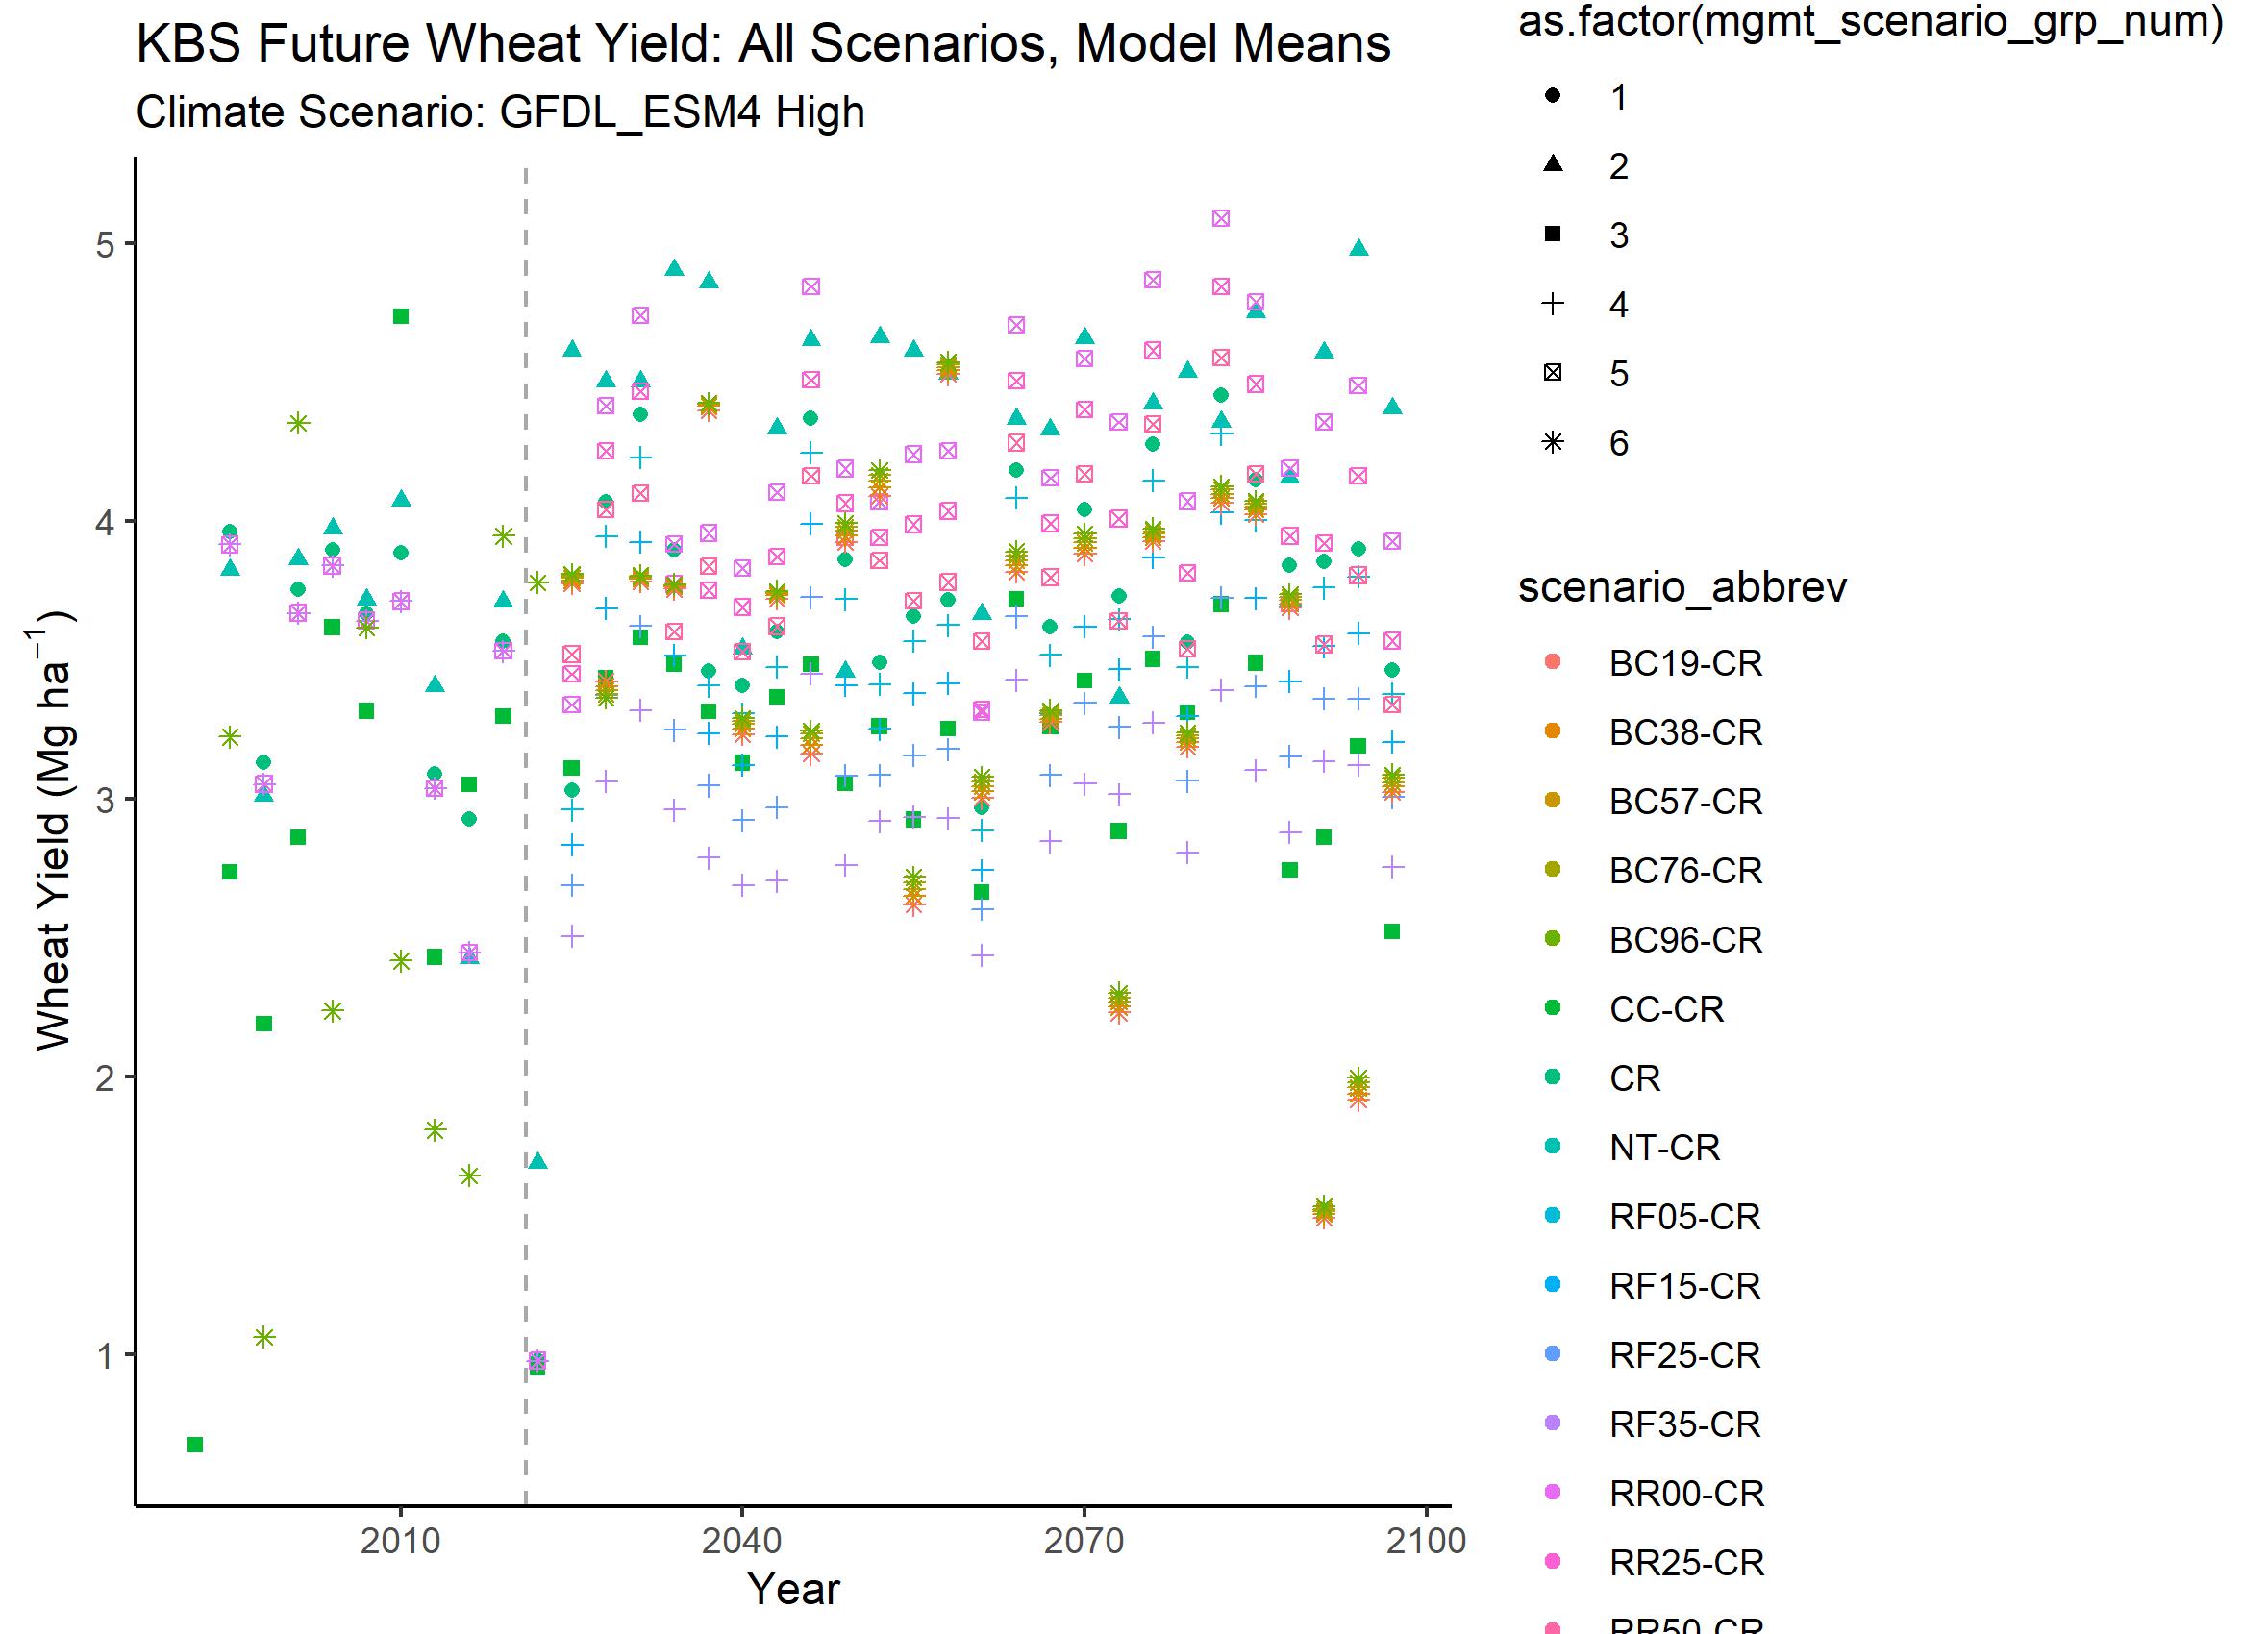 KBS Future Wheat Yield: All Scenarios, Model Means
Climate Scenario: GFDL_ESM4 High
Wheat Yield (Mg ha⁻¹)
5
4
3
2
1
2010
2040
2070
2100
Year
as.factor(mgmt_scenario_grp_num)
1
2
3
4
5
6
scenario_abbrev
BC19-CR
BC38-CR
BC57-CR
BC76-CR
BC96-CR
CC-CR
CR
NT-CR
RF05-CR
RF15-CR
RF25-CR
RF35-CR
RR00-CR
RR25-CR
RR50-CR